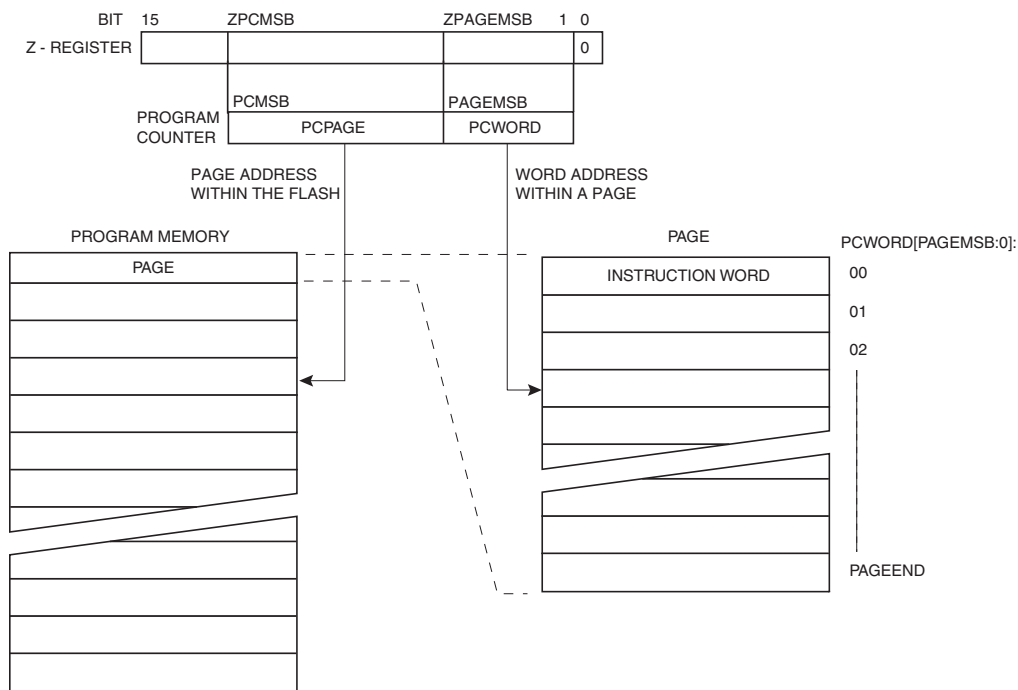 BIT 15 ZPCMSB ZPAGEMSB 1 0
Z - REGISTER 0
PCMSB PAGEMSB
PROGRAM
COUNTER
PCPAGE PCWORD
PAGE ADDRESS
WITHIN THE FLASH
WORD ADDRESS
WITHIN A PAGE
PROGRAM MEMORY
PAGE
PAGE
PCWORD[PAGEMSB:0]:
INSTRUCTION WORD 00
01
02
PAGEEND